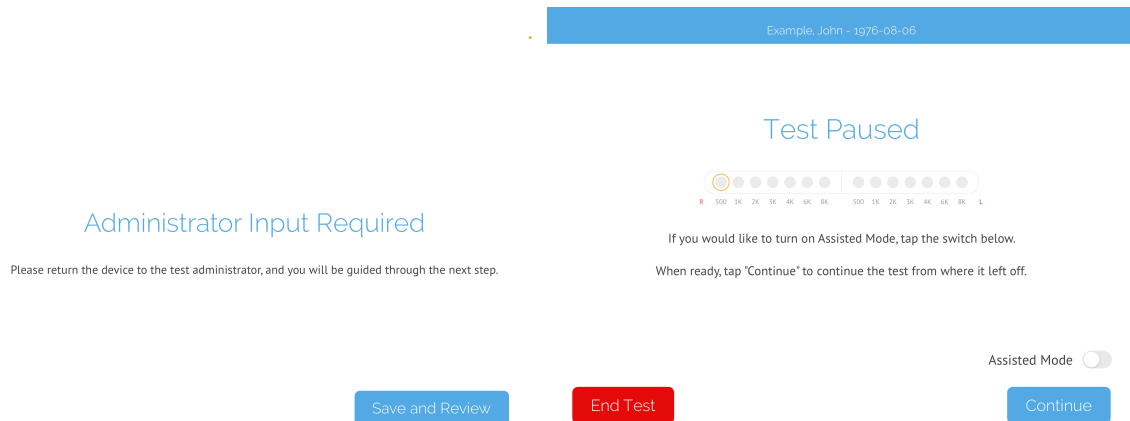 Administrator Input Required
Please return the device to the test administrator, and you will be guided through the next step.
Save and Review
Example, John - 1976-08-06
Test Paused
R 500 1K 2K 3K 4K 6K 8K 500 1K 2K 3K 4K 6K 8K L
If you would like to turn on Assisted Mode, tap the switch below.
When ready, tap "Continue" to continue the test from where it left off.
Assisted Mode
End Test
Continue